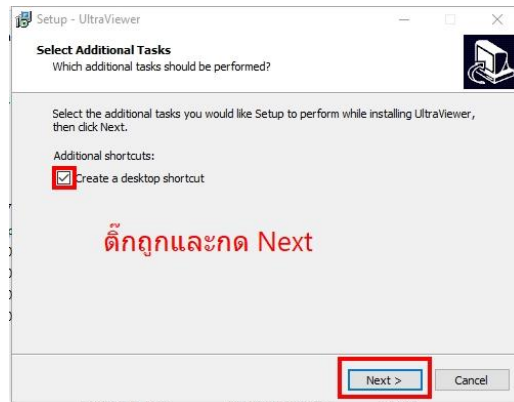 Setup - UltraViewer
Select Additional Tasks
Which additional tasks should be performed?
Select the additional tasks you would like Setup to perform while installing UltraViewer,
then click Next.
Additional shortcuts:
Create a desktop shortcut
ติ๊กถูกและกด Next
Next >
Cancel